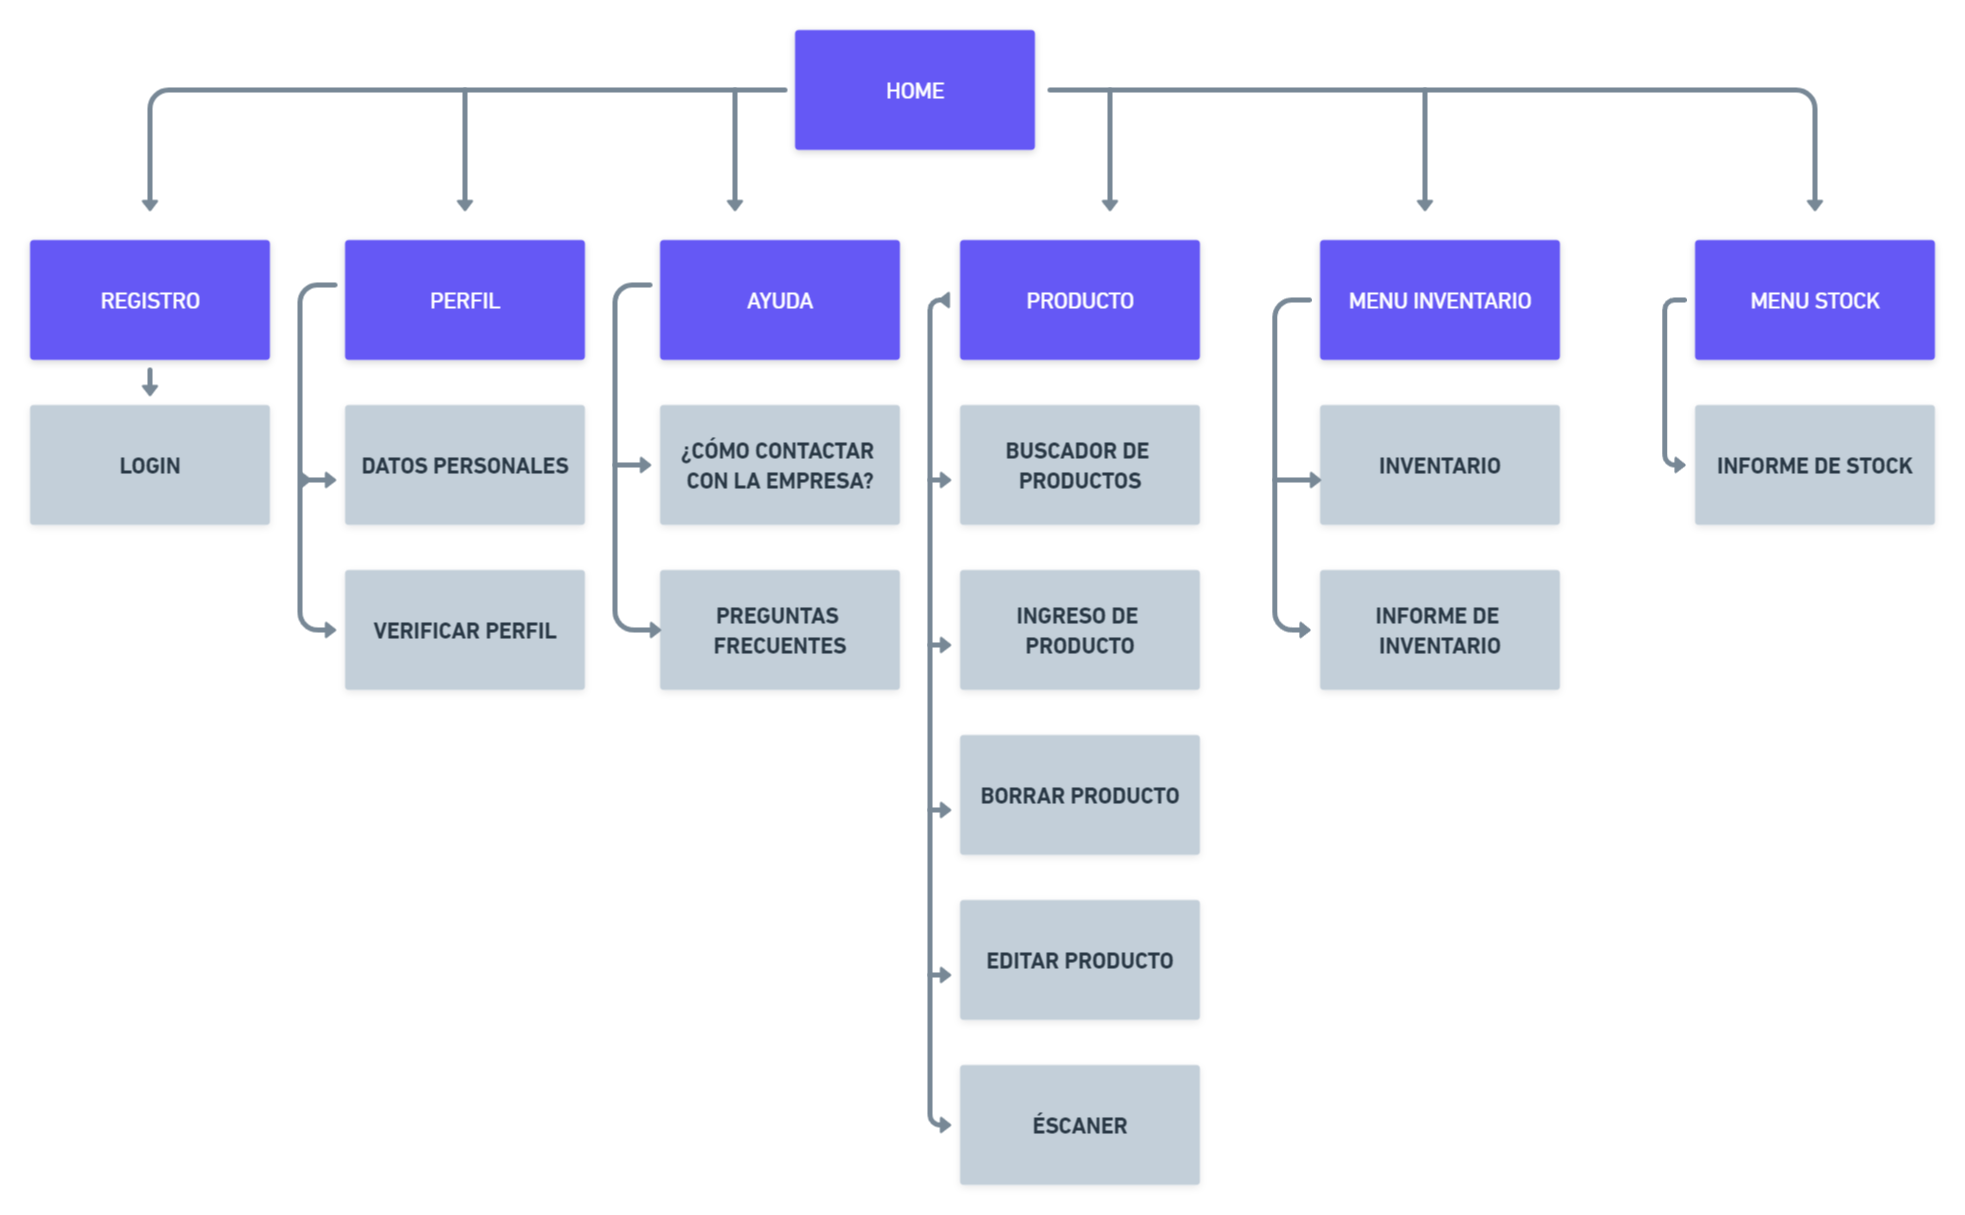 HOME
REGISTRO
PERFIL
AYUDA
PRODUCTO
MENU INVENTARIO
MENU STOCK
LOGIN
DATOS PERSONALES
¿CÓMO CONTACTAR
CON LA EMPRESA?
BUSCADOR DE
PRODUCTOS
INVENTARIO
INFORME DE STOCK
VERIFICAR PERFIL
PREGUNTAS
FRECUENTES
INGRESO DE
PRODUCTO
INFORME DE
INVENTARIO
BORRAR PRODUCTO
EDITAR PRODUCTO
ÉSCANER